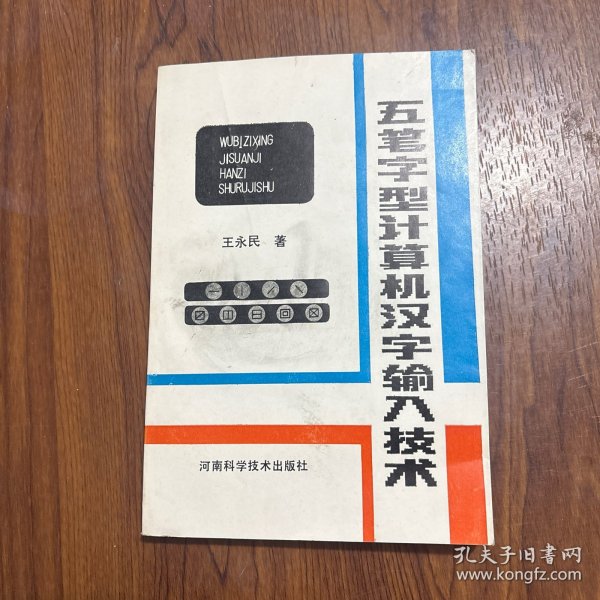 五笔字型计算机汉字输入技术
WUBIZIXING
JISUANJI
HANZI
SHURUJISHU
王永民 著
河南科学技术出版社
孔夫子旧书网
www.kongfz.com